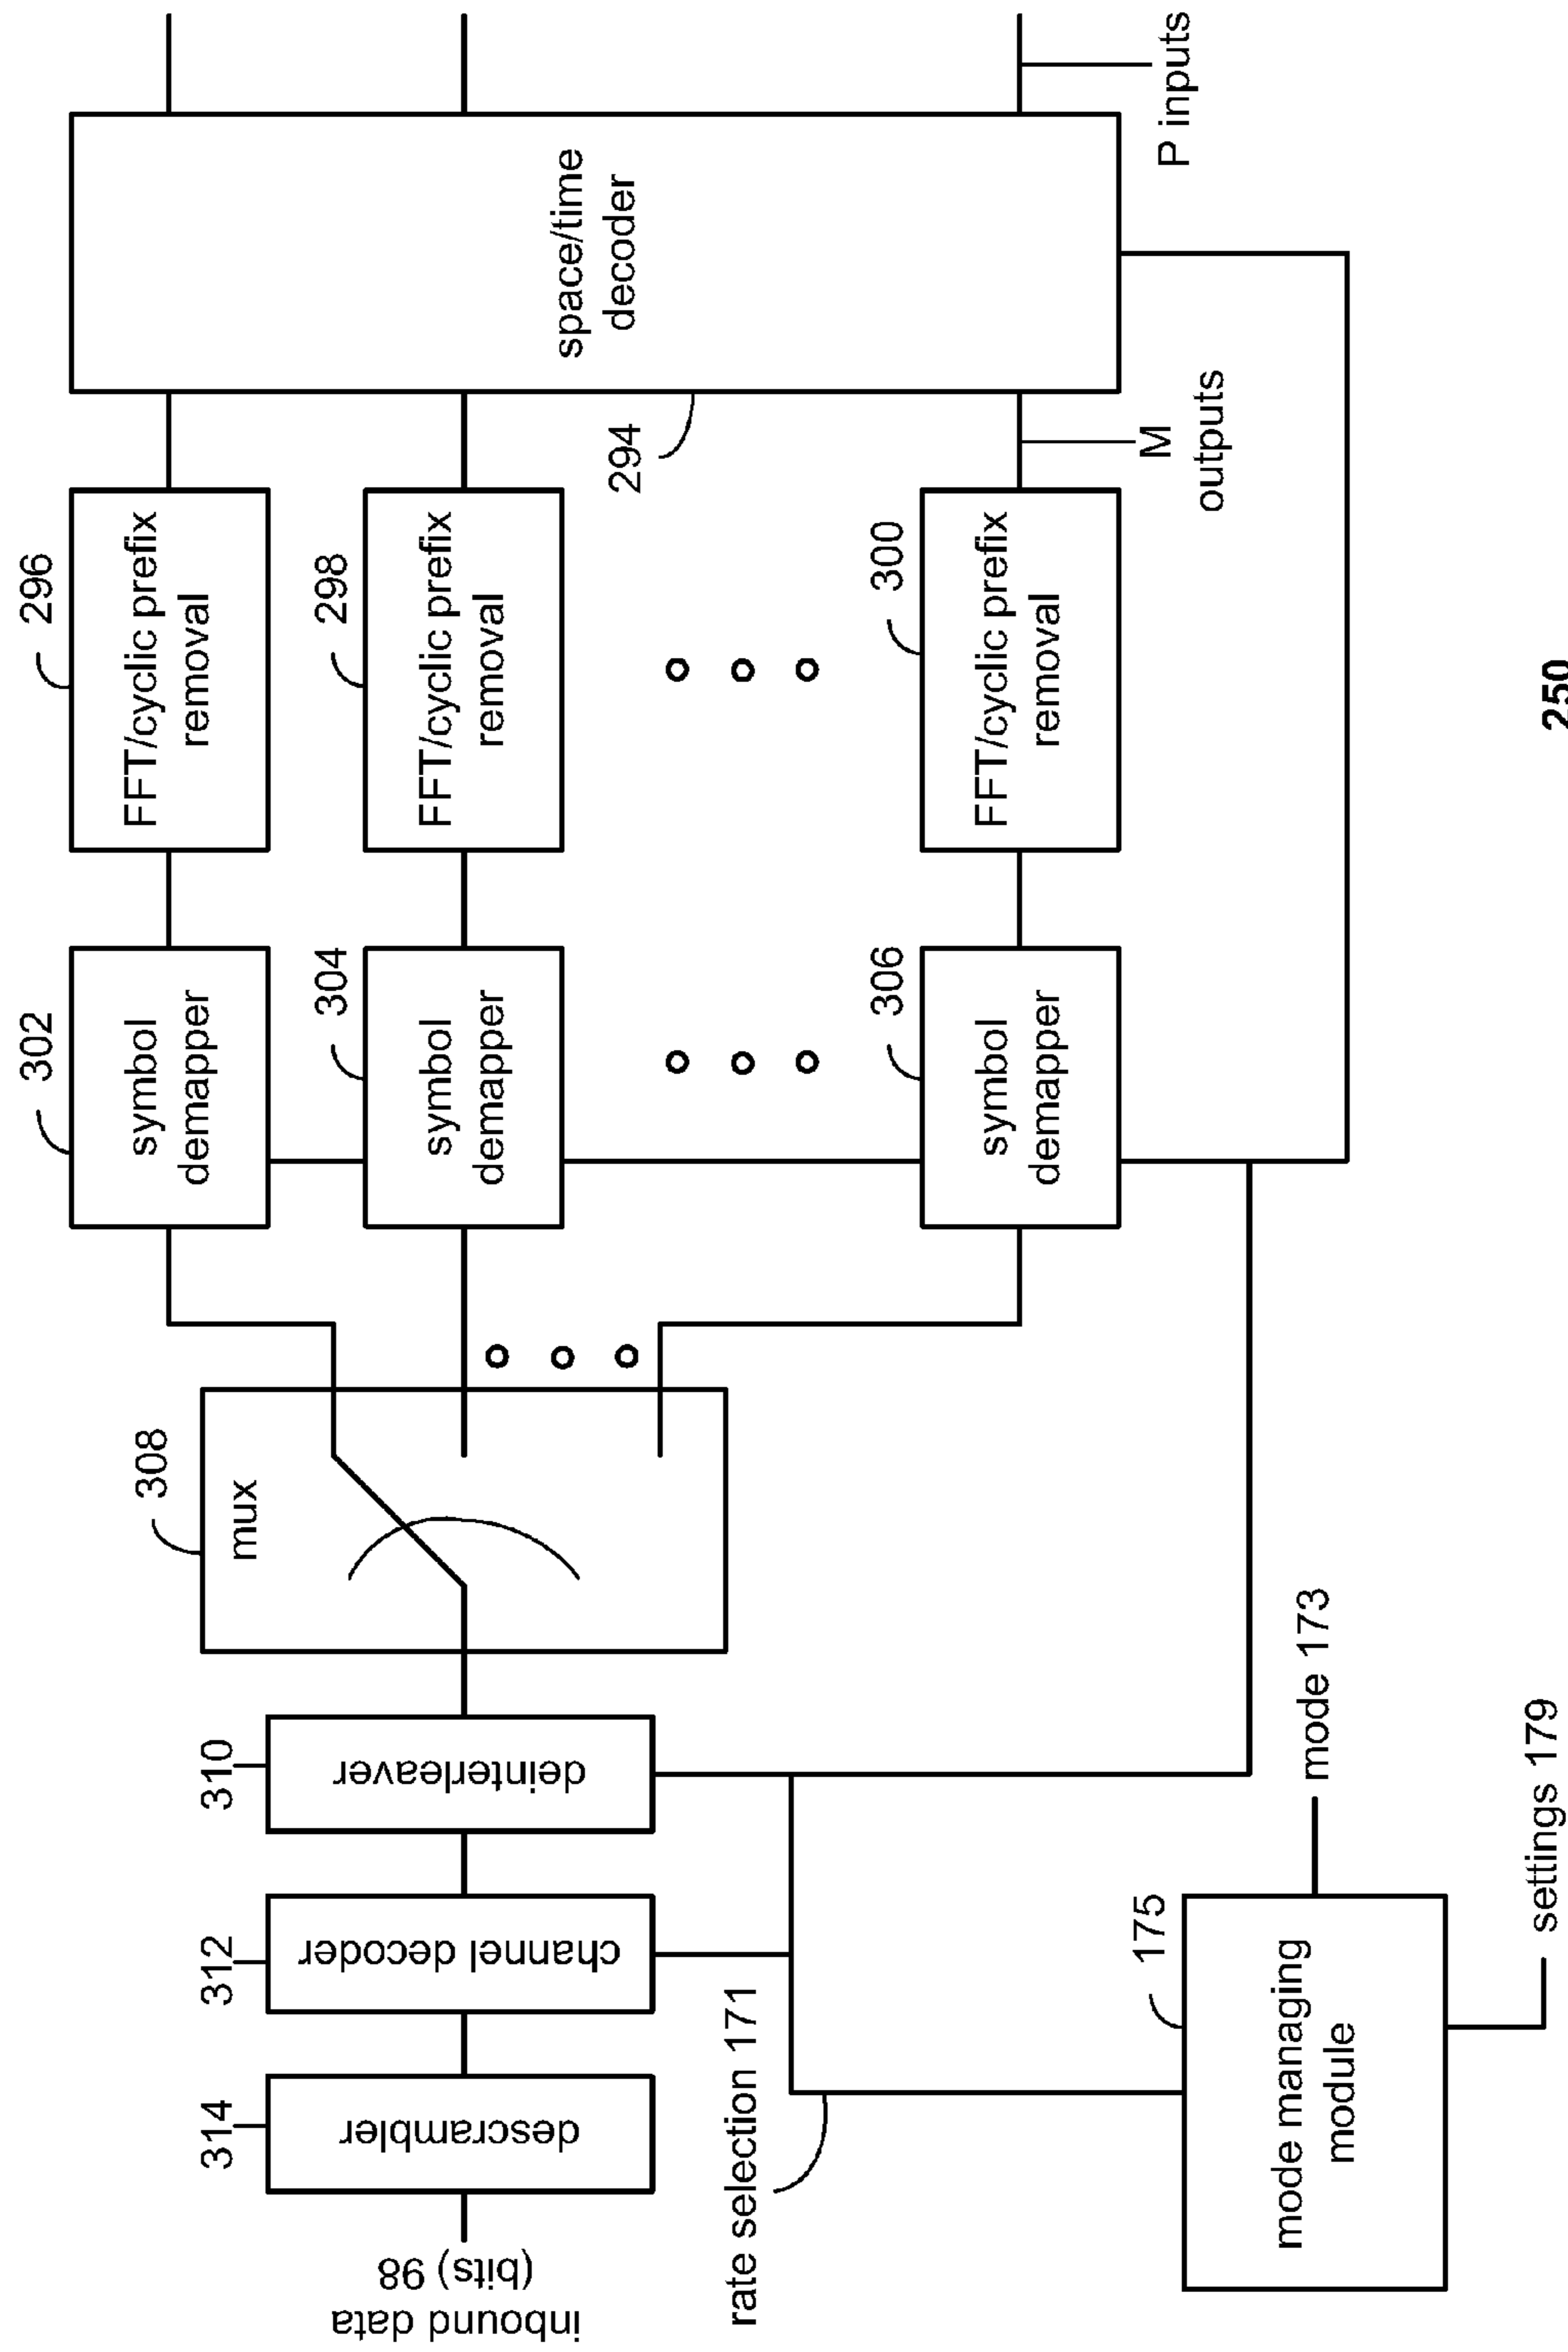 302
symbol
demapper
296
FFT/cyclic prefix
removal
308
mux
304
symbol
demapper
298
FFT/cyclic prefix
removal
space/time
decoder
314
descrambler
312
channel decoder
310
deinterleaver
inbound data
(bits) 98
294
306
symbol
demapper
300
FFT/cyclic prefix
removal
rate selection 171
M
outputs
P inputs
175
mode managing
module
mode 173
settings 179
250